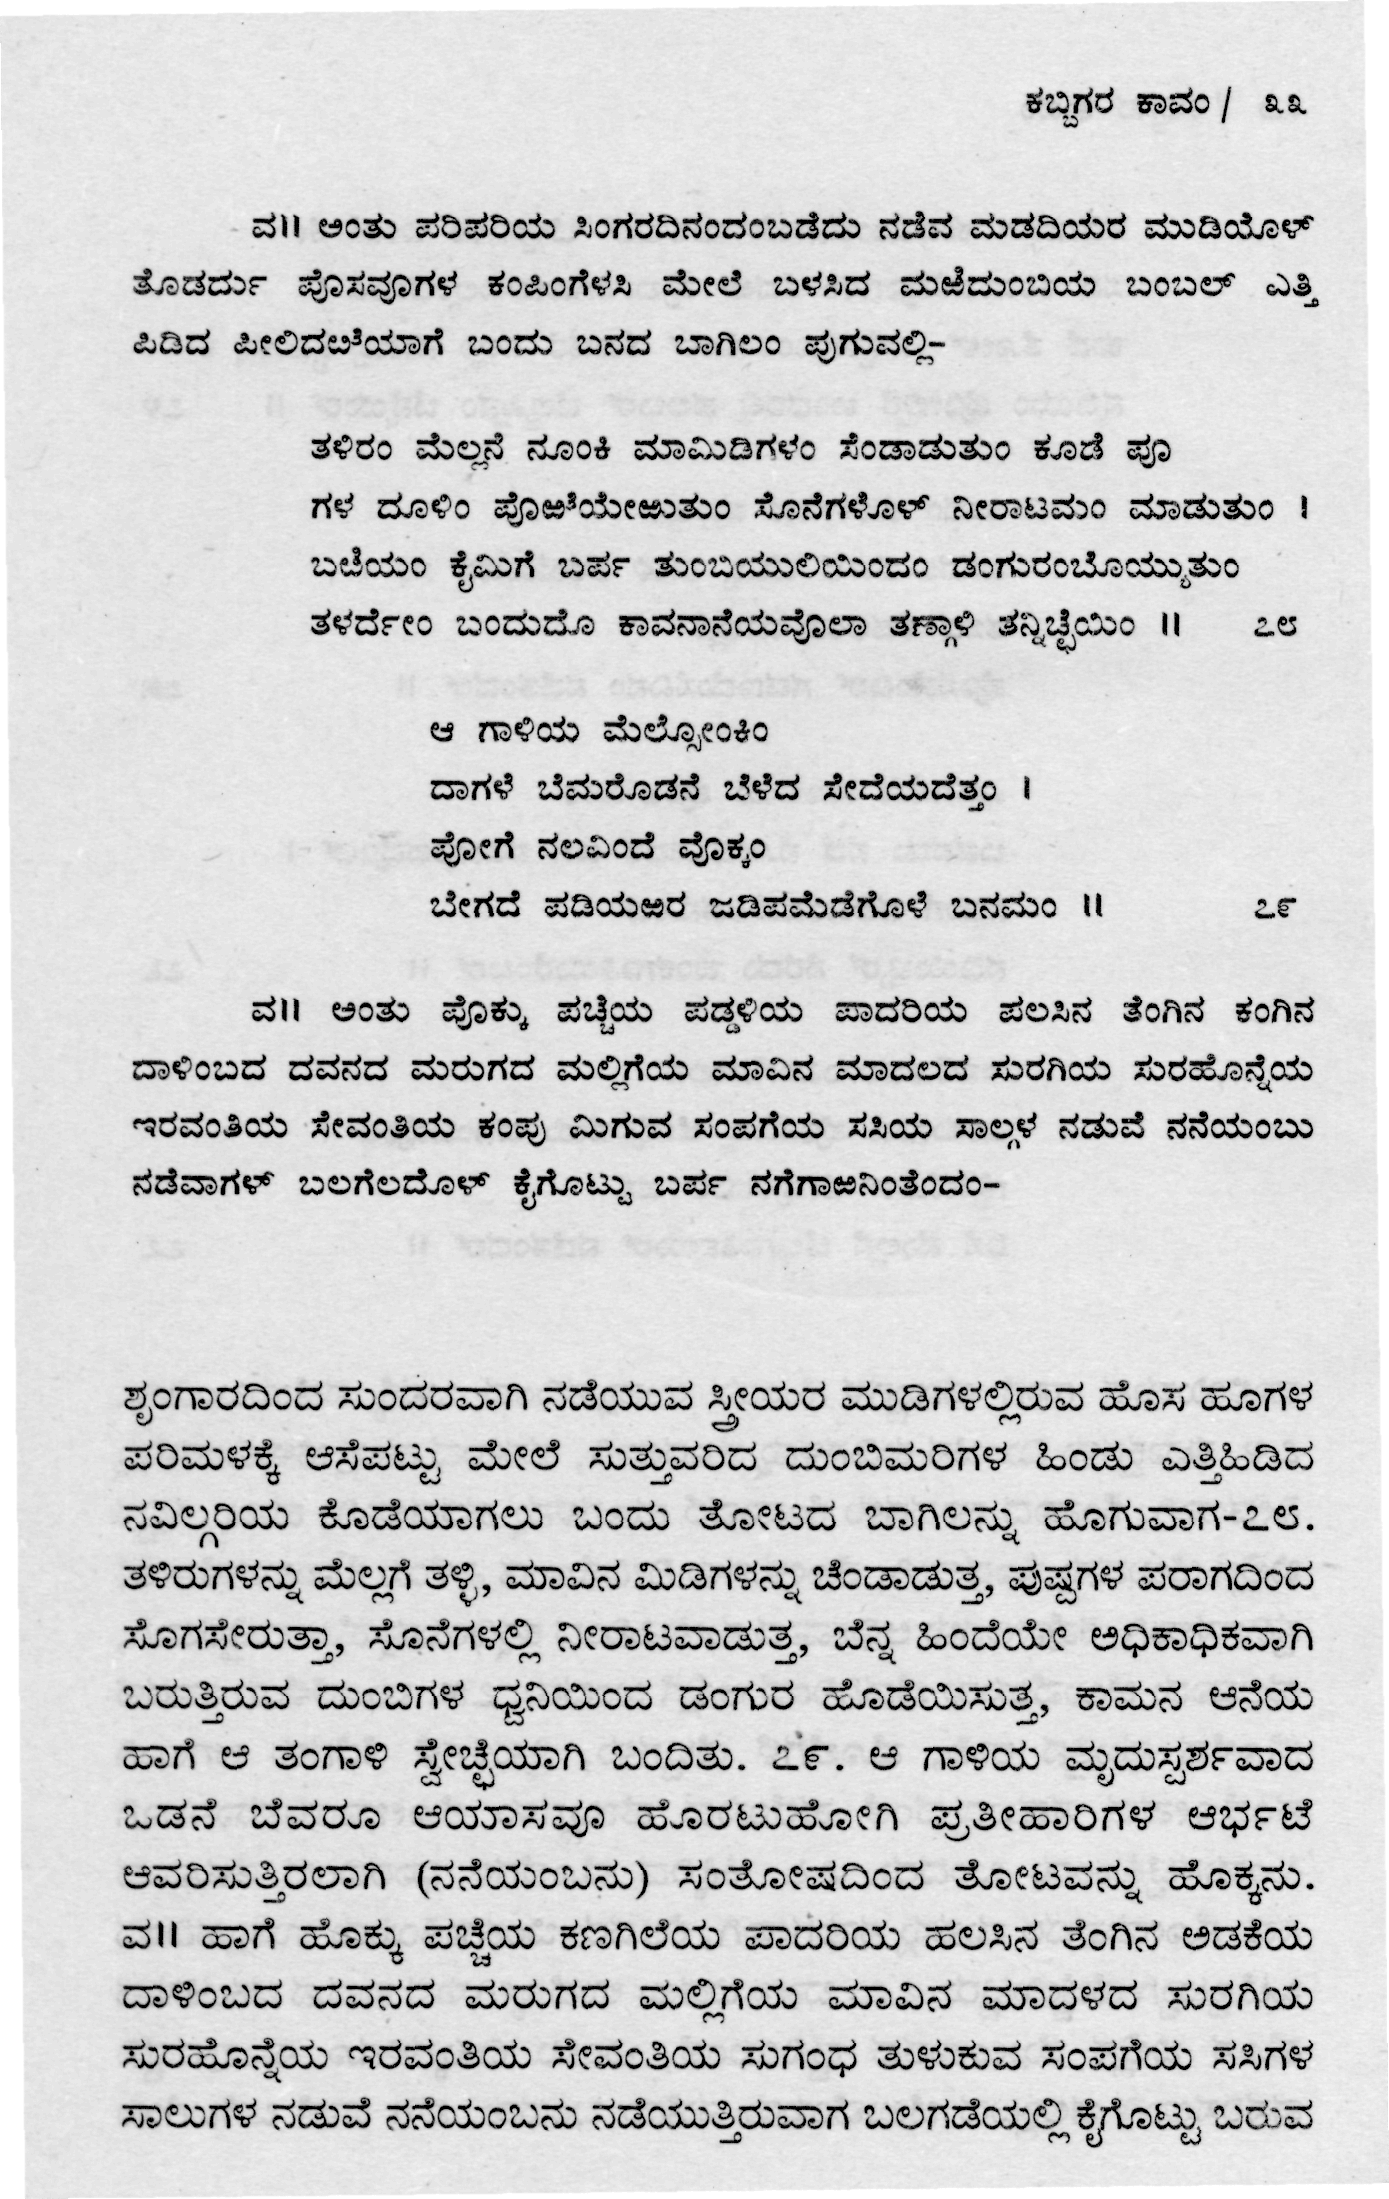 ಕಬ್ಬಿಗರ ಕಾವಂ / ೩೩
ವ॥ ಅಂತು ಪರಿಪರಿಯ ಸಿಂಗರದಿನಂದಂಬಡೆದು ನಡೆವ ಮಡದಿಯರ ಮುಡಿಯೊಳ್
ತೊಡರ್ದು ಪೊಸವೂಗಳ ಕಂಪಿಂಗೆಳಸಿ ಮೇಲೆ ಬಳಸಿದ ಮಱಿದುಂಬಿಯ ಬಂಬಲ್ ಎತ್ತಿ
ಪಿಡಿದ ಪೀಲಿದೞೆಯಾಗೆ ಬಂದು ಬನದ ಬಾಗಿಲಂ ಪುಗುವಲ್ಲಿ–
ತಳಿರಂ ಮೆಲ್ಲನೆ ನೂಂಕಿ ಮಾಮಿಡಿಗಳಂ ಸೆಂಡಾಡುತುಂ ಕೂಡೆ ಪೂ
ಗಳ ದೂಳಿಂ ಪೊಱೆಯೇಱುತುಂ ಸೊನೆಗಳೊಳ್ ನೀರಾಟಮಂ ಮಾಡುತುಂ ।
ಬಳಿಯಂ ಕೈಮಿಗೆ ಬರ್ಪ ತುಂಬಿಯುಲಿಯಿಂದಂ ಡಂಗುರಂಬೊಯ್ಯುತುಂ
ತಳರ್ದೇಂ ಬಂದುದೊ ಕಾವನಾನೆಯವೊಲಾ ತಣ್ಗಾಳಿ ತನ್ನಿಚ್ಛೆಯಿಂ ॥ ೭೮
ಆ ಗಾಳಿಯ ಮೆಲ್ಸೋಂಕಿಂ
ದಾಗಳೆ ಬೆಮರೊಡನೆ ಬೆಳೆದ ಸೇದೆಯದೆತ್ತಂ ।
ಪೋಗೆ ನಲವಿಂದೆ ವೊಕ್ಕಂ
ಬೇಗದೆ ಪಡಿಯಱರ ಜಡಿಪಮೆಡೆಗೊಳೆ ಬನಮಂ ॥ ೭೯
ವ॥ ಅಂತು ಪೊಕ್ಕು ಪಚ್ಚೆಯ ಪಡ್ಡಳಿಯ ಪಾದರಿಯ ಪಲಸಿನ ತೆಂಗಿನ ಕಂಗಿನ
ದಾಳಿಂಬದ ದವನದ ಮರುಗದ ಮಲ್ಲಿಗೆಯ ಮಾವಿನ ಮಾದಲದ ಸುರಗಿಯ ಸುರಹೊನ್ನೆಯ
ಇರವಂತಿಯ ಸೇವಂತಿಯ ಕಂಪು ಮಿಗುವ ಸಂಪಗೆಯ ಸಸಿಯ ಸಾಲ್ಗಳ ನಡುವೆ ನನೆಯಂಬು
ನಡೆವಾಗಳ್ ಬಲಗೆಲದೊಳ್ ಕೈಗೊಟ್ಟು ಬರ್ಪ ನಗೆಗಾಱನಿಂತೆಂದಂ–
ಶೃಂಗಾರದಿಂದ ಸುಂದರವಾಗಿ ನಡೆಯುವ ಸ್ತ್ರೀಯರ ಮುಡಿಗಳಲ್ಲಿರುವ ಹೊಸ ಹೂಗಳ
ಪರಿಮಳಕ್ಕೆ ಆಸೆಪಟ್ಟು ಮೇಲೆ ಸುತ್ತುವರಿದ ದುಂಬಿಮರಿಗಳ ಹಿಂಡು ಎತ್ತಿಹಿಡಿದ
ನವಿಲ್ಗರಿಯ ಕೊಡೆಯಾಗಲು ಬಂದು ತೋಟದ ಬಾಗಿಲನ್ನು ಹೊಗುವಾಗ-೭೮.
ತಳಿರುಗಳನ್ನು ಮೆಲ್ಲಗೆ ತಳ್ಳಿ, ಮಾವಿನ ಮಿಡಿಗಳನ್ನು ಚೆಂಡಾಡುತ್ತ, ಪುಷ್ಪಗಳ ಪರಾಗದಿಂದ
ಸೊಗಸೇರುತ್ತಾ, ಸೊನೆಗಳಲ್ಲಿ ನೀರಾಟವಾಡುತ್ತ, ಬೆನ್ನ ಹಿಂದೆಯೇ ಅಧಿಕಾಧಿಕವಾಗಿ
ಬರುತ್ತಿರುವ ದುಂಬಿಗಳ ಧ್ವನಿಯಿಂದ ಡಂಗುರ ಹೊಡೆಯಿಸುತ್ತ, ಕಾಮನ ಆನೆಯ
ಹಾಗೆ ಆ ತಂಗಾಳಿ ಸ್ವೇಚ್ಛೆಯಾಗಿ ಬಂದಿತು. ೭೯. ಆ ಗಾಳಿಯ ಮೃದುಸ್ಪರ್ಶವಾದ
ಒಡನೆ ಬೆವರೂ ಆಯಾಸವೂ ಹೊರಟುಹೋಗಿ ಪ್ರತೀಹಾರಿಗಳ ಆರ್ಭಟೆ
ಆವರಿಸುತ್ತಿರಲಾಗಿ (ನನೆಯಂಬನು) ಸಂತೋಷದಿಂದ ತೋಟವನ್ನು ಹೊಕ್ಕನು.
ವ॥ ಹಾಗೆ ಹೊಕ್ಕು ಪಚ್ಚೆಯ ಕಣಗಿಲೆಯ ಪಾದರಿಯ ಹಲಸಿನ ತೆಂಗಿನ ಅಡಕೆಯ
ದಾಳಿಂಬದ ದವನದ ಮರುಗದ ಮಲ್ಲಿಗೆಯ ಮಾವಿನ ಮಾದಳದ ಸುರಗಿಯ
ಸುರಹೊನ್ನೆಯ ಇರವಂತಿಯ ಸೇವಂತಿಯ ಸುಗಂಧ ತುಳುಕುವ ಸಂಪಗೆಯ ಸಸಿಗಳ
ಸಾಲುಗಳ ನಡುವೆ ನನೆಯಂಬನು ನಡೆಯುತ್ತಿರುವಾಗ ಬಲಗಡೆಯಲ್ಲಿ ಕೈಗೊಟ್ಟು ಬರುವ